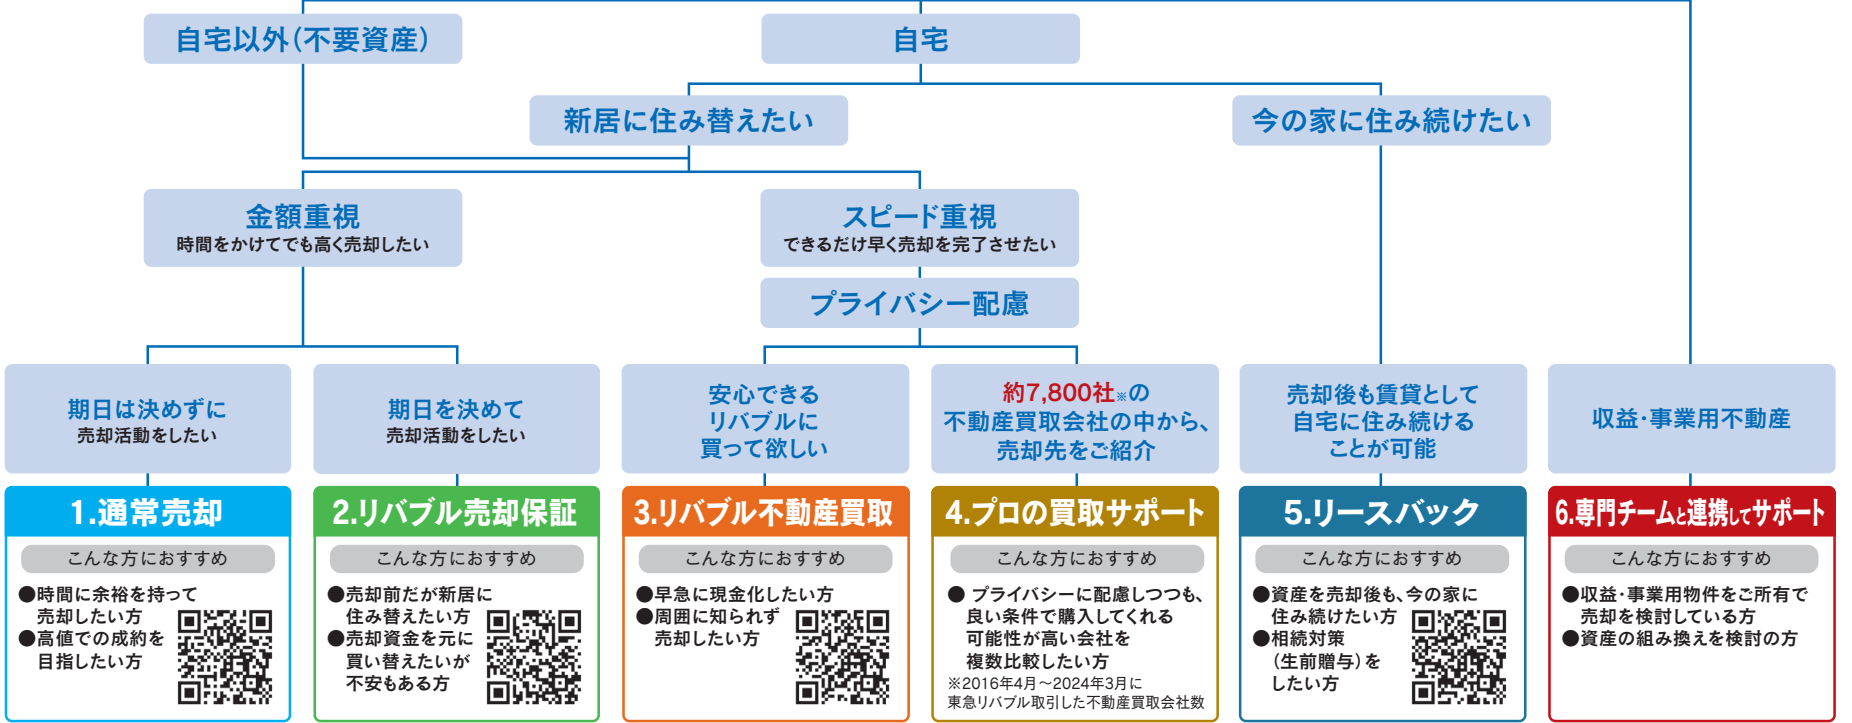 自宅以外(不要資産)
自宅
新居に住み替えたい
今の家に住み続けたい
金額重視
時間をかけてでも高く売却したい
スピード重視
できるだけ早く売却を完了させたい
プライバシー配慮
期日は決めずに
売却活動をしたい
期日を決めて
売却活動をしたい
安心できる
リバブルに
買って欲しい
約7,800社※の
不動産買取会社の中から、
売却先をご紹介
売却後も賃貸として
自宅に住み続ける
ことが可能
収益・事業用不動産
1.通常売却
こんな方におすすめ
●時間に余裕を持って
売却したい方
●高値での成約を
目指したい方
2.リバブル売却保証
こんな方におすすめ
●売却前だが新居に
住み替えたい方
●売却資金を元に
買い替えたいが
不安もある方
3.リバブル不動産買取
こんな方におすすめ
●早急に現金化したい方
●周囲に知られず
売却したい方
4.プロの買取サポート
こんな方におすすめ
● プライバシーに配慮しつつも、
良い条件で購入してくれる
可能性が高い会社を
複数比較したい方
※2016年4月～2024年3月に
東急リバブル取引した不動産買取会社数
5.リースバック
こんな方におすすめ
●資産を売却後も、今の家に
住み続けたい方
●相続対策
(生前贈与)を
したい方
6.専門チームと連携してサポート
こんな方におすすめ
●収益・事業用物件をご所有で
売却を検討している方
●資産の組み換えを検討の方